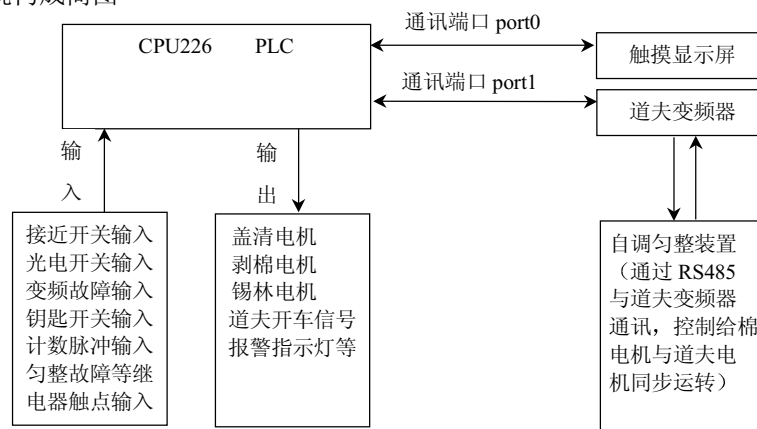 通讯端口 port0
CPU226 PLC
触摸显示屏
通讯端口 port1
道夫变频器
输入
输出
接近开关输入
光电开关输入
变频故障输入
钥匙开关输入
计数脉冲输入
匀整故障等继
电器触点输入
盖清电机
剥棉电机
锡林电机
道夫开车信号
报警指示灯等
自调匀整装置
（通过 RS485
与道夫变频器
通讯，控制给棉
电机与道夫电
机同步运转）